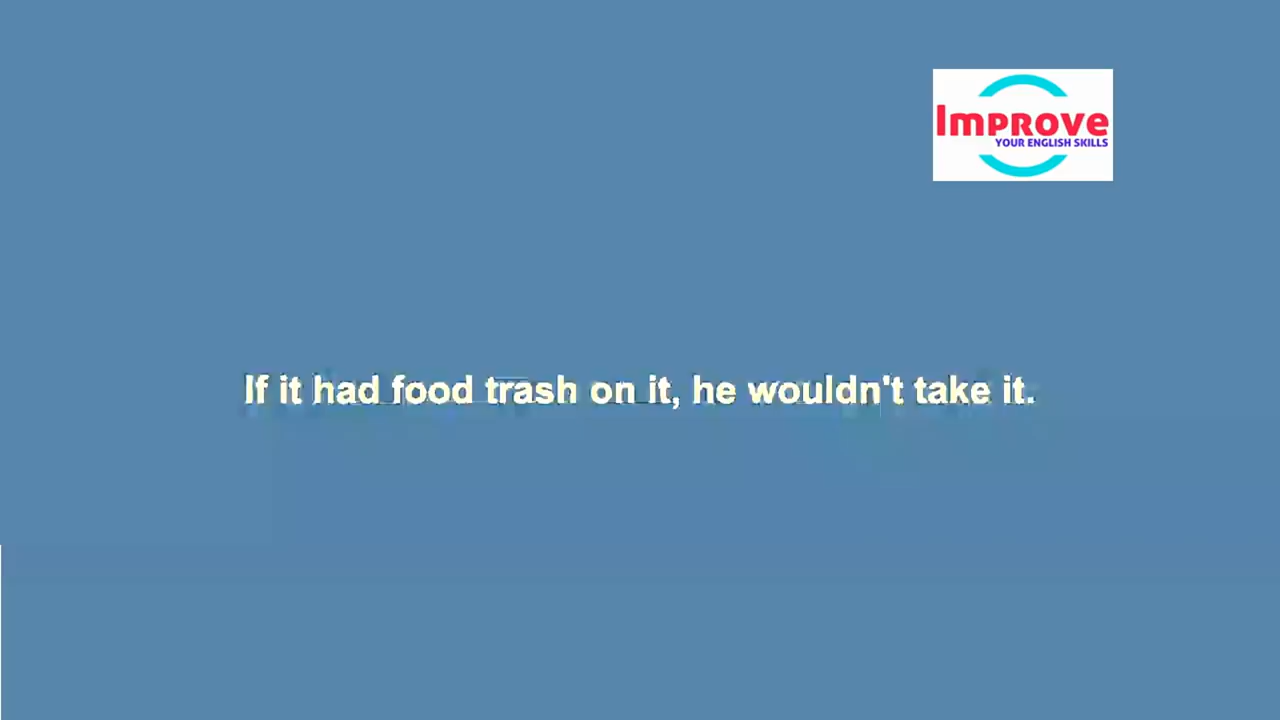 Improve
YOUR ENGLISH SKILLS
If it had food trash on it, he wouldn't take it.